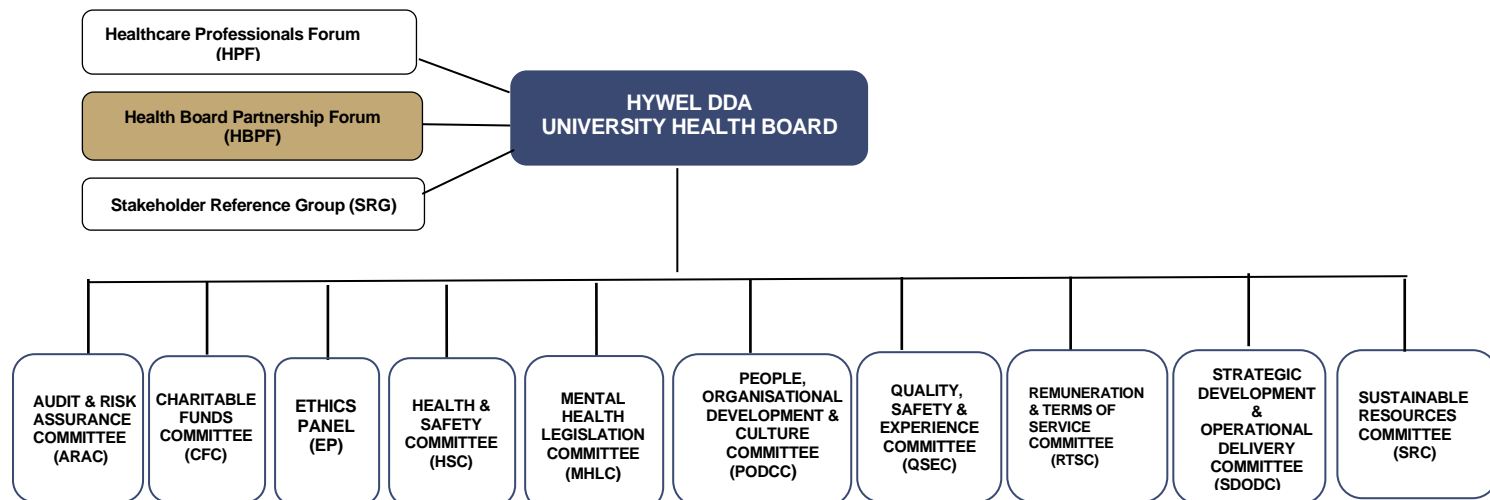 Healthcare Professionals Forum
(HPF)
Health Board Partnership Forum
(HBPF)
Stakeholder Reference Group (SRG)
HYWEL DDA
UNIVERSITY HEALTH BOARD
AUDIT & RISK
ASSURANCE
COMMITTEE
(ARAC)
CHARITABLE
FUNDS
COMMITTEE
(CFC)
ETHICS
PANEL
(EP)
HEALTH &
SAFETY
COMMITTEE
(HSC)
MENTAL
HEALTH
LEGISLATION
COMMITTEE
(MHLC)
PEOPLE,
ORGANISATIONAL
DEVELOPMENT &
CULTURE
COMMITTEE
(PODCC)
QUALITY,
SAFETY &
EXPERIENCE
COMMITTEE
(QSEC)
REMUNERATION
& TERMS OF
SERVICE
COMMITTEE
(RTSC)
STRATEGIC
DEVELOPMENT
&
OPERATIONAL
DELIVERY
COMMITTEE
(SDODC)
SUSTAINABLE
RESOURCES
COMMITTEE
(SRC)